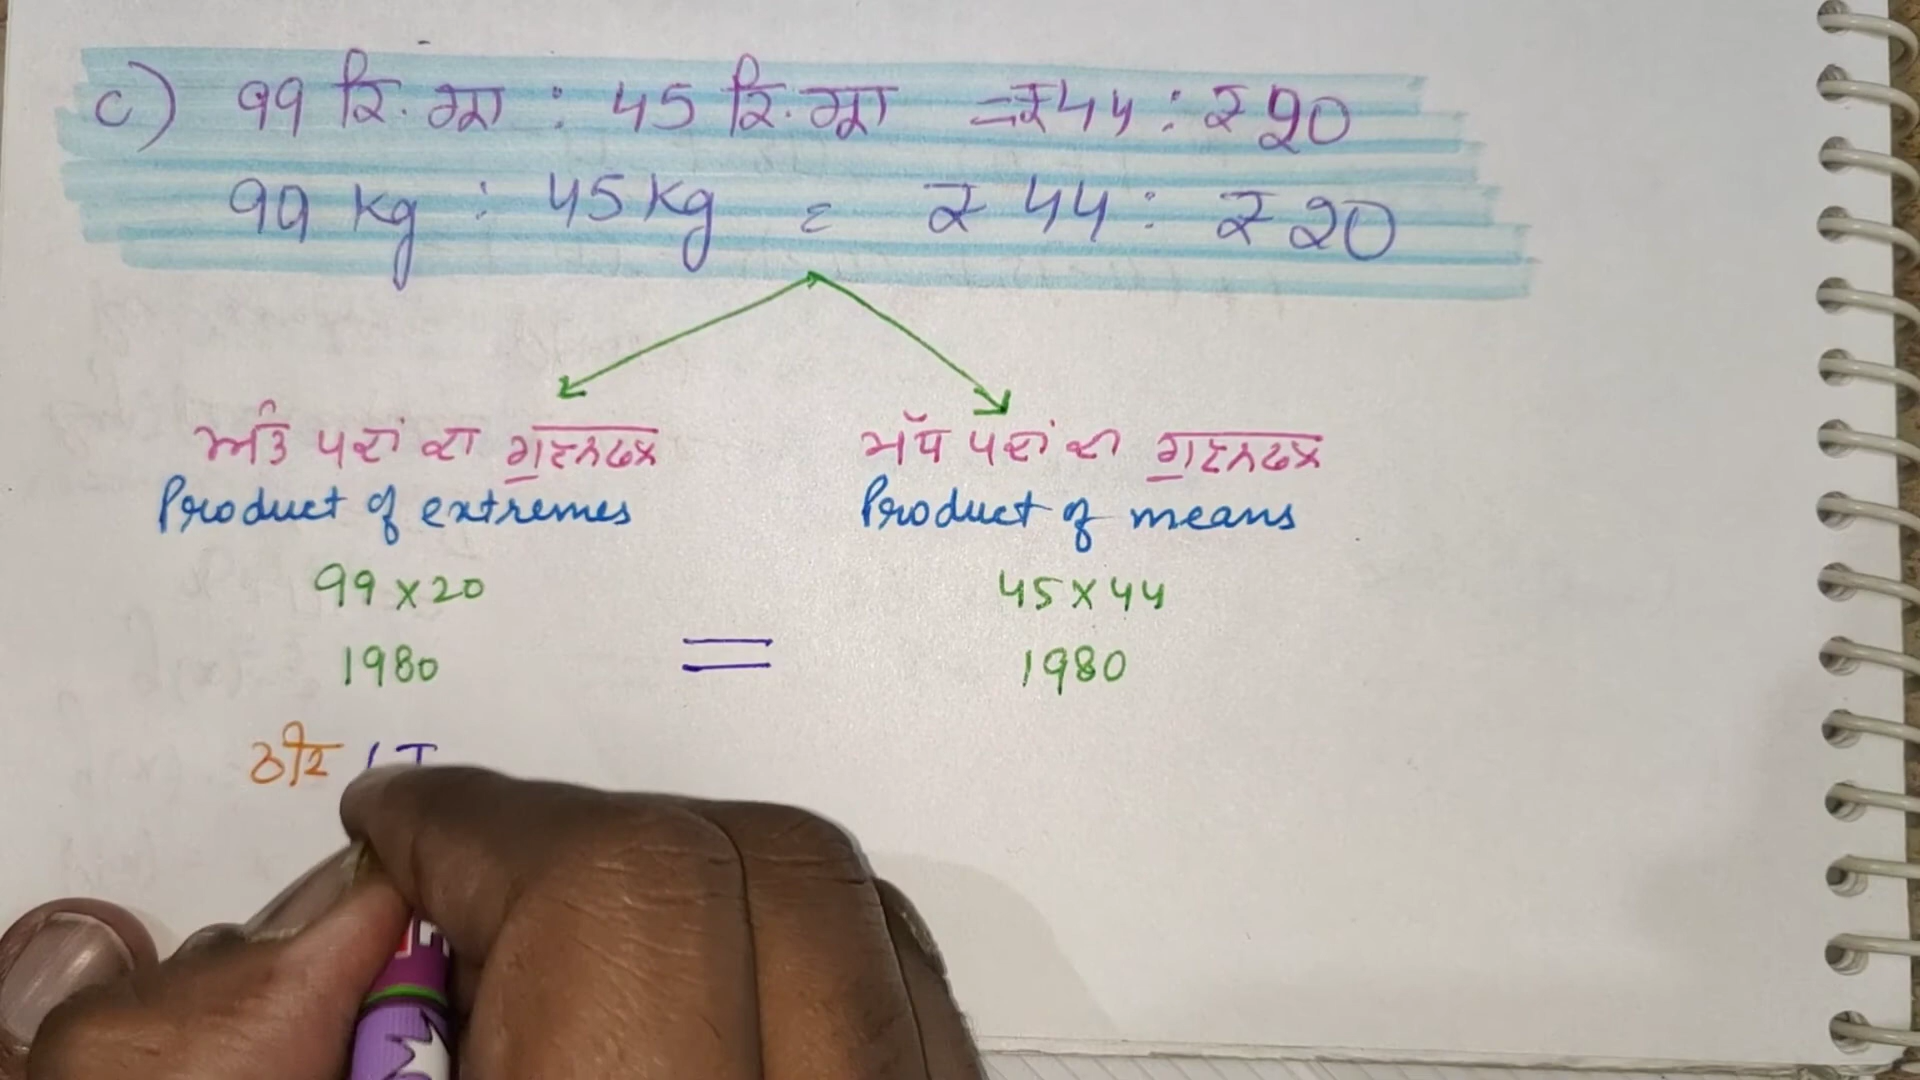 c) 99 ਕਿ.ਗ੍ਰਾ : 45 ਕਿ.ਗ੍ਰਾ = ₹44 : ₹20
99 kg : 45 kg = ₹ 44 : ₹ 20
ਅੰਤ ਪਦਾਂ ਦਾ ਗੁਣਨਫਲ ਮੱਧ ਪਦਾਂ ਦਾ ਗੁਣਨਫਲ
Product of extremes Product of means
99 x 20 45 x 44
1980 = 1980
ਠੀਕ / T